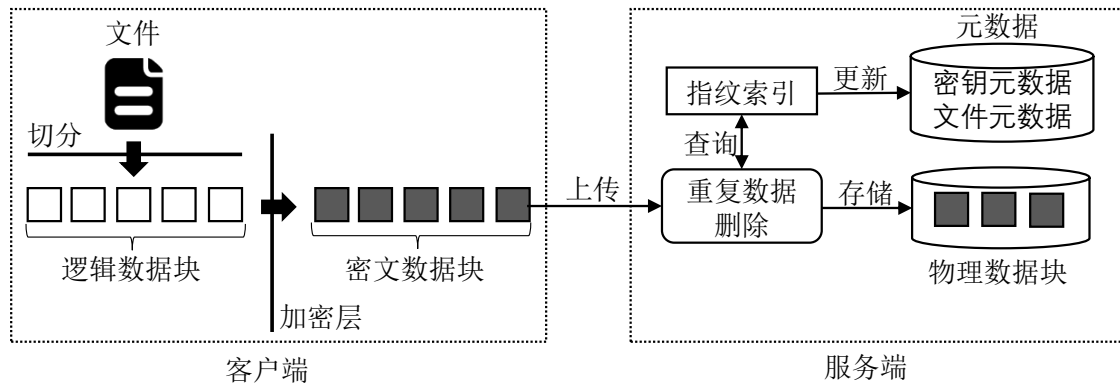 文件
切分
逻辑数据块
加密层
密文数据块
客户端
上传
指纹索引
更新
查询
重复数据
删除
存储
元数据
密钥元数据
文件元数据
物理数据块
服务端